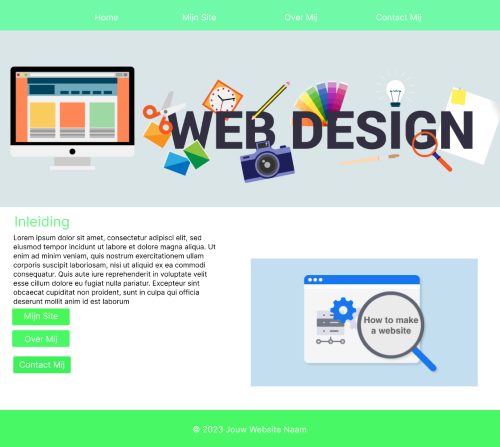 Home Mijn Site Over Mij Contact Mij
WEB DESIGN
Inleiding
Lorem ipsum dolor sit amet, consectetur adipisci elit, sed
eiusmod tempor incidunt ut labore et dolore magna aliqua. Ut
enim ad minim veniam, quis nostrum exercitationem ullam
corporis suscipit laboriosam, nisi ut aliquid ex ea commodi
consequatur. Quis aute iure reprehenderit in voluptate velit
esse cillum dolore eu fugiat nulla pariatur. Excepteur sint
obcaecat cupiditat non proident, sunt in culpa qui officia
deserunt mollit anim id est laborum
Mijn Site
Over Mij
Contact Mij
How to make
a website
© 2023 Jouw Website Naam